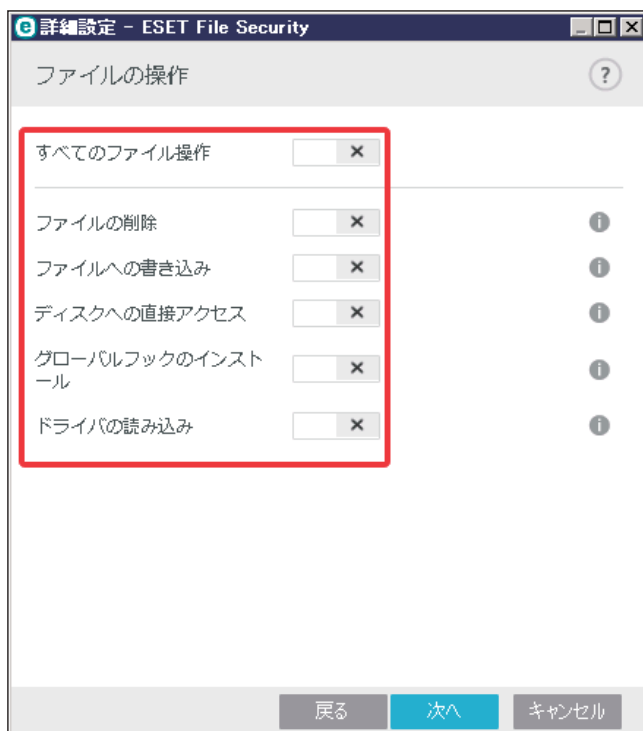 詳細設定 - ESET File Security
ファイルの操作
すべてのファイル操作
ファイルの削除
ファイルへの書き込み
ディスクへの直接アクセス
グローバルフックのインスト
ール
ドライバの読み込み
戻る
次へ
キャンセル